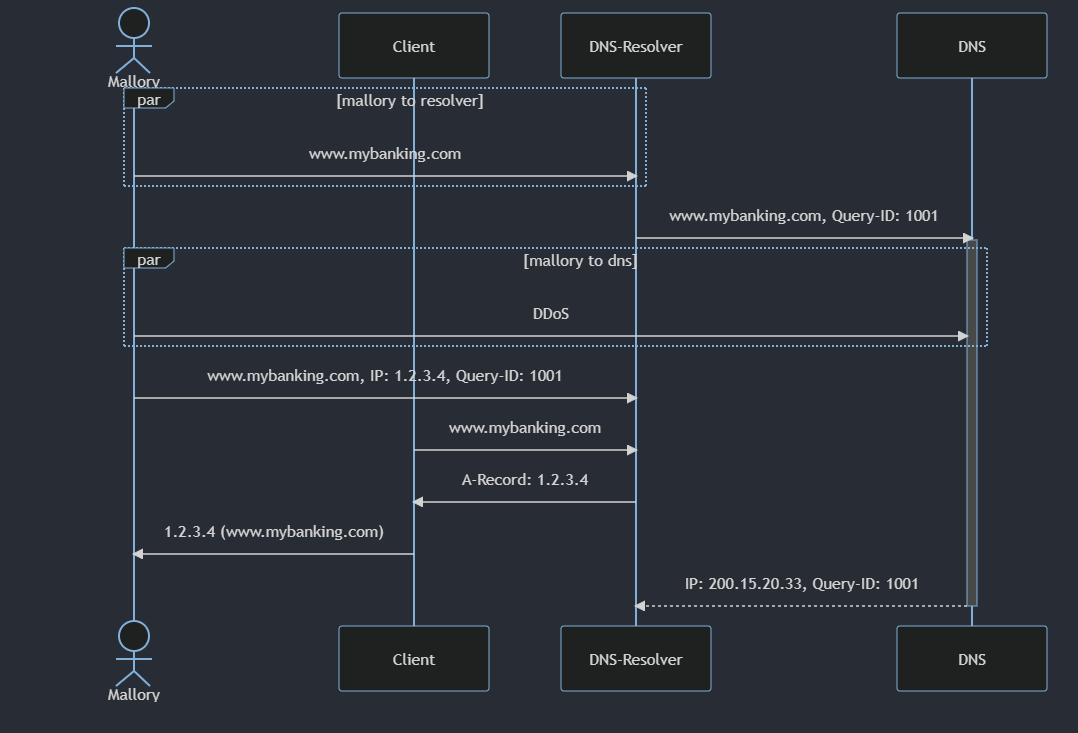 Client
DNS-Resolver
DNS
Mallory
par
[mallory to resolver]
www.mybanking.com
www.mybanking.com, Query-ID: 1001
par
[mallory to dns]
DDoS
www.mybanking.com, IP: 1.2.3.4, Query-ID: 1001
www.mybanking.com
A-Record: 1.2.3.4
1.2.3.4 (www.mybanking.com)
IP: 200.15.20.33, Query-ID: 1001
Client
DNS-Resolver
DNS
Mallory